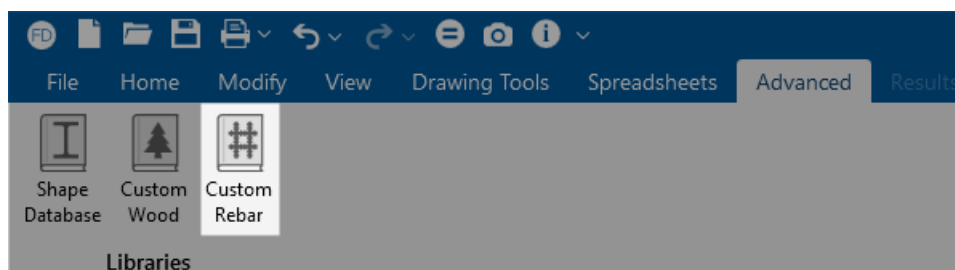 FD
File Home Modify View Drawing Tools Spreadsheets Advanced Results
Shape Custom Custom
Database Wood Rebar
Libraries